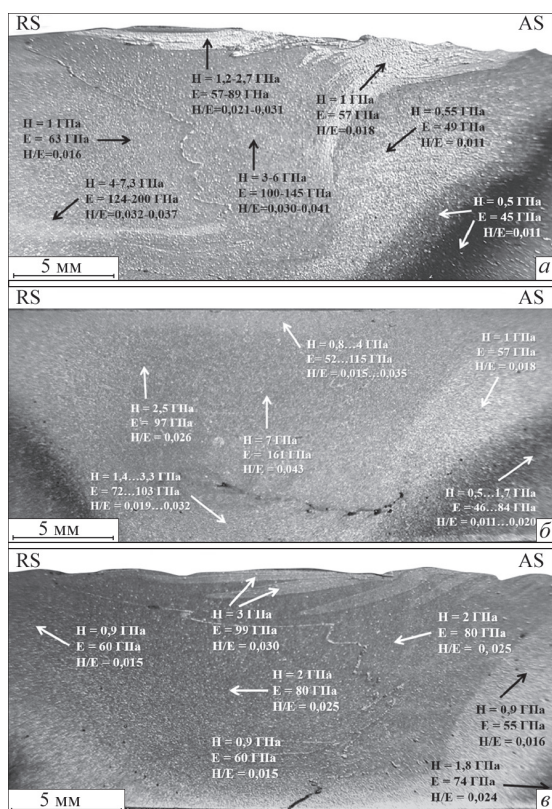 RS
AS
H = 1,2-2,7 ГПа
E = 57-89 ГПа
H/E=0,021-0,031
H = 1 ГПа
E = 57 ГПа
H/E=0,018
H = 0,55 ГПа
E = 49 ГПа
H/E = 0,011
H = 1 ГПа
E = 63 ГПа
H/E=0,016
H = 4-7,3 ГПа
E = 124-200 ГПа
H/E=0,032-0,037
H = 3-6 ГПа
E = 100-145 ГПа
H/E=0,030-0,041
H = 0,5 ГПа
E = 45 ГПа
H/E=0,011
5 мм
а
RS
AS
H = 0,8...4 ГПа
E = 52...115 ГПа
H/E = 0,015...0,035
H = 1 ГПа
E = 57 ГПа
H/E = 0,018
H = 2,5 ГПа
E = 97 ГПа
H/E = 0,026
H = 7 ГПа
E = 161 ГПа
H/E = 0,043
H = 1,4...3,3 ГПа
E = 72...103 ГПа
H/E = 0,019...0,032
H = 0,5...1,7 ГПа
E = 46...84 ГПа
H/E = 0,011...0,020
5 мм
б
RS
AS
H = 0,9 ГПа
E = 60 ГПа
H/E = 0,015
H = 3 ГПа
E = 99 ГПа
H/E = 0,030
H = 2 ГПа
E = 80 ГПа
H/E = 0,025
H = 2 ГПа
E = 80 ГПа
H/E = 0,025
H = 0,9 ГПа
E = 60 ГПа
H/E = 0,015
H = 0,9 ГПа
E = 55 ГПа
H/E = 0,016
H = 1,8 ГПа
E = 74 ГПа
H/E = 0,024
5 мм
в